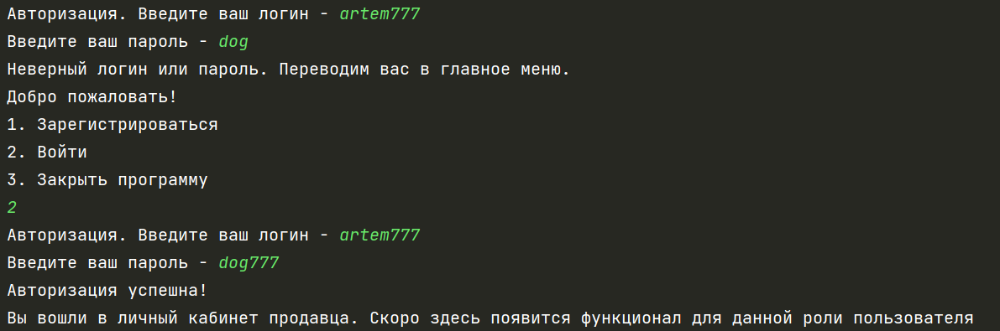 Авторизация. Введите ваш логин - artem777
Введите ваш пароль - dog
Неверный логин или пароль. Переводим вас в главное меню.
Добро пожаловать!
1. Зарегистрироваться
2. Войти
3. Закрыть программу
2
Авторизация. Введите ваш логин - artem777
Введите ваш пароль - dog777
Авторизация успешна!
Вы вошли в личный кабинет продавца. Скоро здесь появится функционал для данной роли пользователя